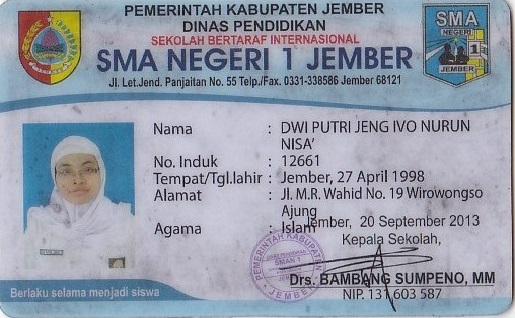 PEMERINTAH KABUPATEN JEMBER
DINAS PENDIDIKAN
SEKOLAH BERTARAF INTERNASIONAL
SMA NEGERI 1 JEMBER
Jl. Let.Jend. Panjaitan No. 55 Telp./Fax. 0331-338586 Jember 68121
SMA
NEGERI
1
JEMBER
Nama : DWI PUTRI JENG IVO NURUN
NISA'
No. Induk : 12661
Tempat/Tgl.lahir : Jember, 27 April 1998
Alamat : Jl. M.R. Wahid No. 19 Wirowongso
Ajung
Agama : Islam
Jember, 20 September 2013
Kepala Sekolah,
PEMERINTAH KABUPATEN
SMAN 1
JEMBER
Drs. BAMBANG SUMPENO, MM
NIP. 131 603 587
Berlaku selama menjadi siswa